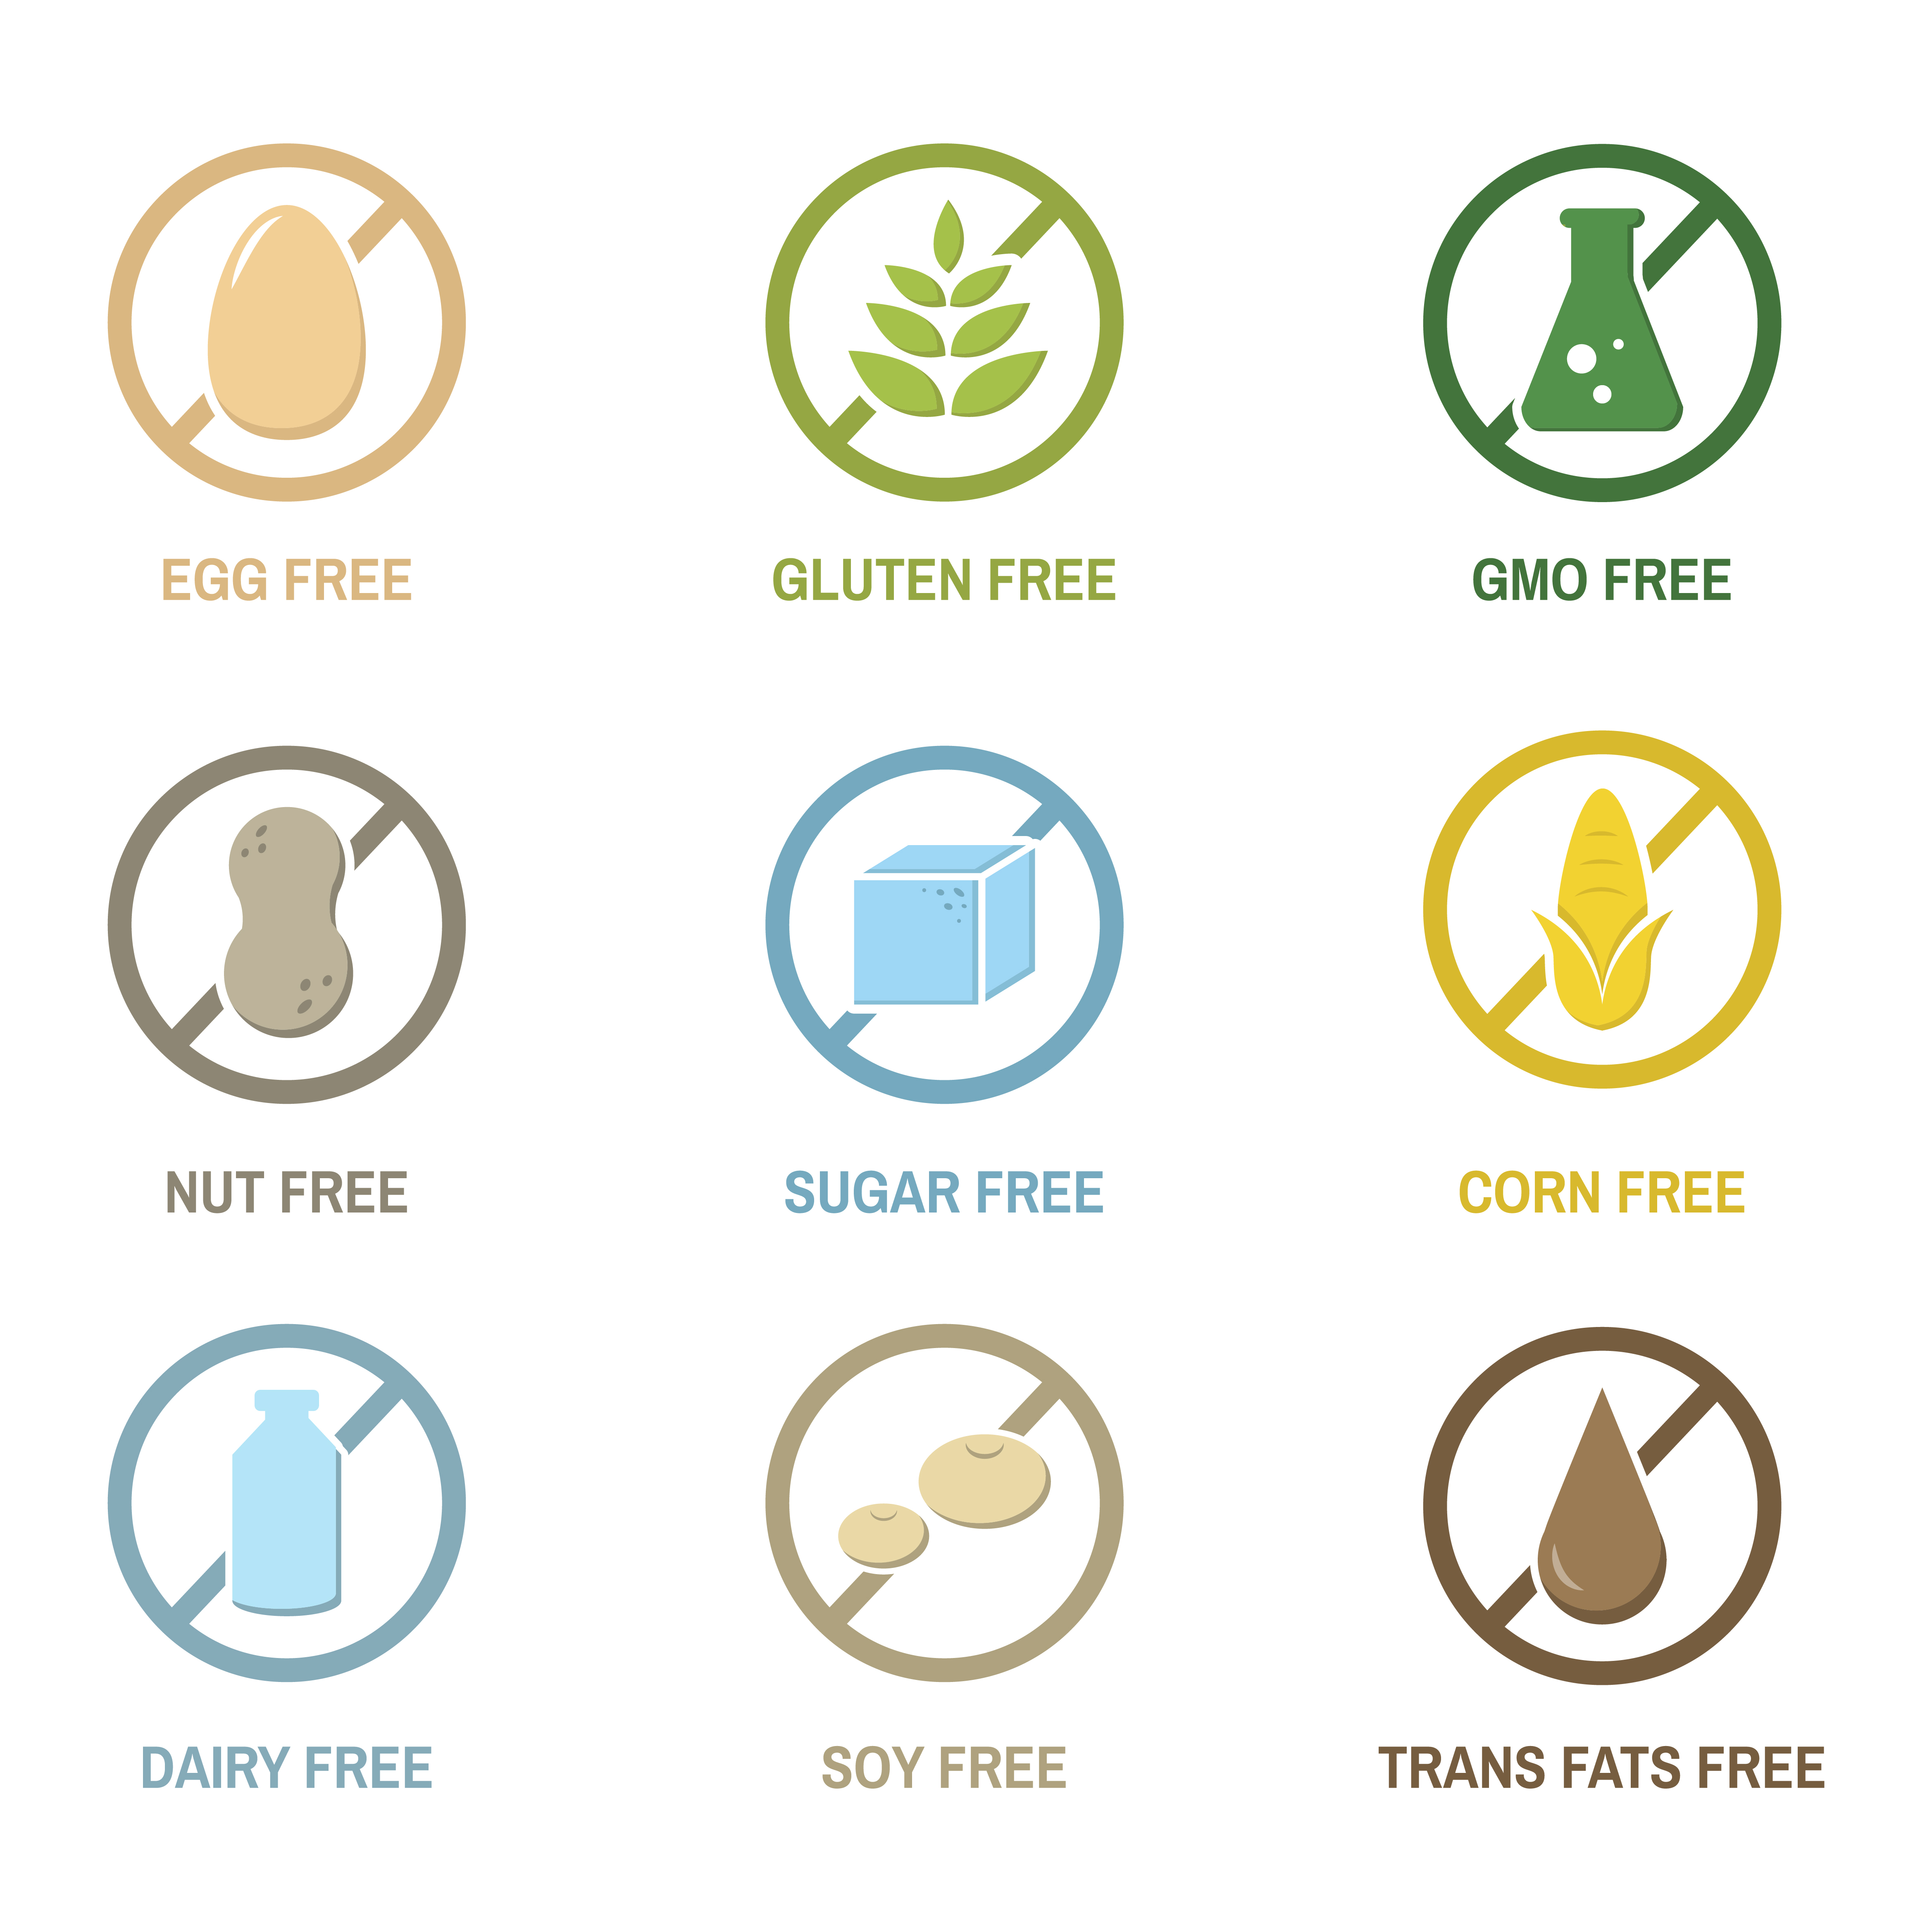 EGG FREE
GLUTEN FREE
GMO FREE
NUT FREE
SUGAR FREE
CORN FREE
DAIRY FREE
SOY FREE
TRANS FATS FREE